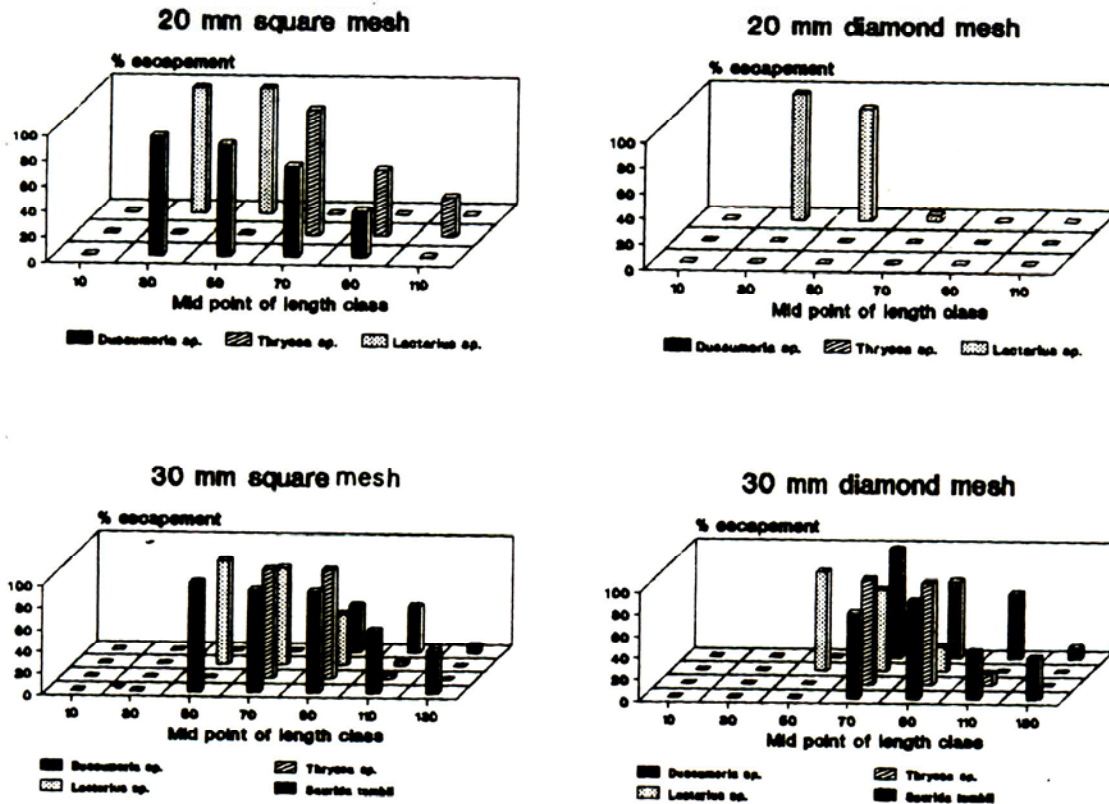 20 mm square mesh
% escapement
100
80
60
40
20
0
10 30 50 70 90 110
Mid point of length class
Dussumeria sp. Thryssa sp. Lactarius sp.
20 mm diamond mesh
% escapement
100
80
60
40
20
0
10 30 50 70 90 110
Mid point of length class
Dussumeria sp. Thryssa sp. Lactarius sp.
30 mm square mesh
% escapement
100
80
60
40
20
0
10 30 50 70 90 110 130
Mid point of length class
Dussumeria sp. Thryssa sp.
Lactarius sp. Saurida tumbil
30 mm diamond mesh
% escapement
100
80
60
40
20
0
10 30 50 70 90 110 130
Mid point of length class
Dussumeria sp. Thryssa sp.
Lactarius sp. Saurida tumbil